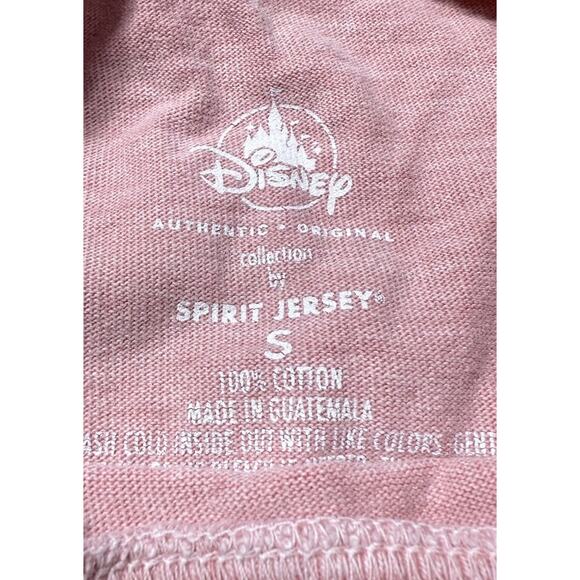 Disney
AUTHENTIC • ORIGINAL
collection
by
SPIRIT JERSEY®
S
100% COTTON
MADE IN GUATEMALA
ASH COLD INSIDE OUT WITH LIKE COLORS. GENT